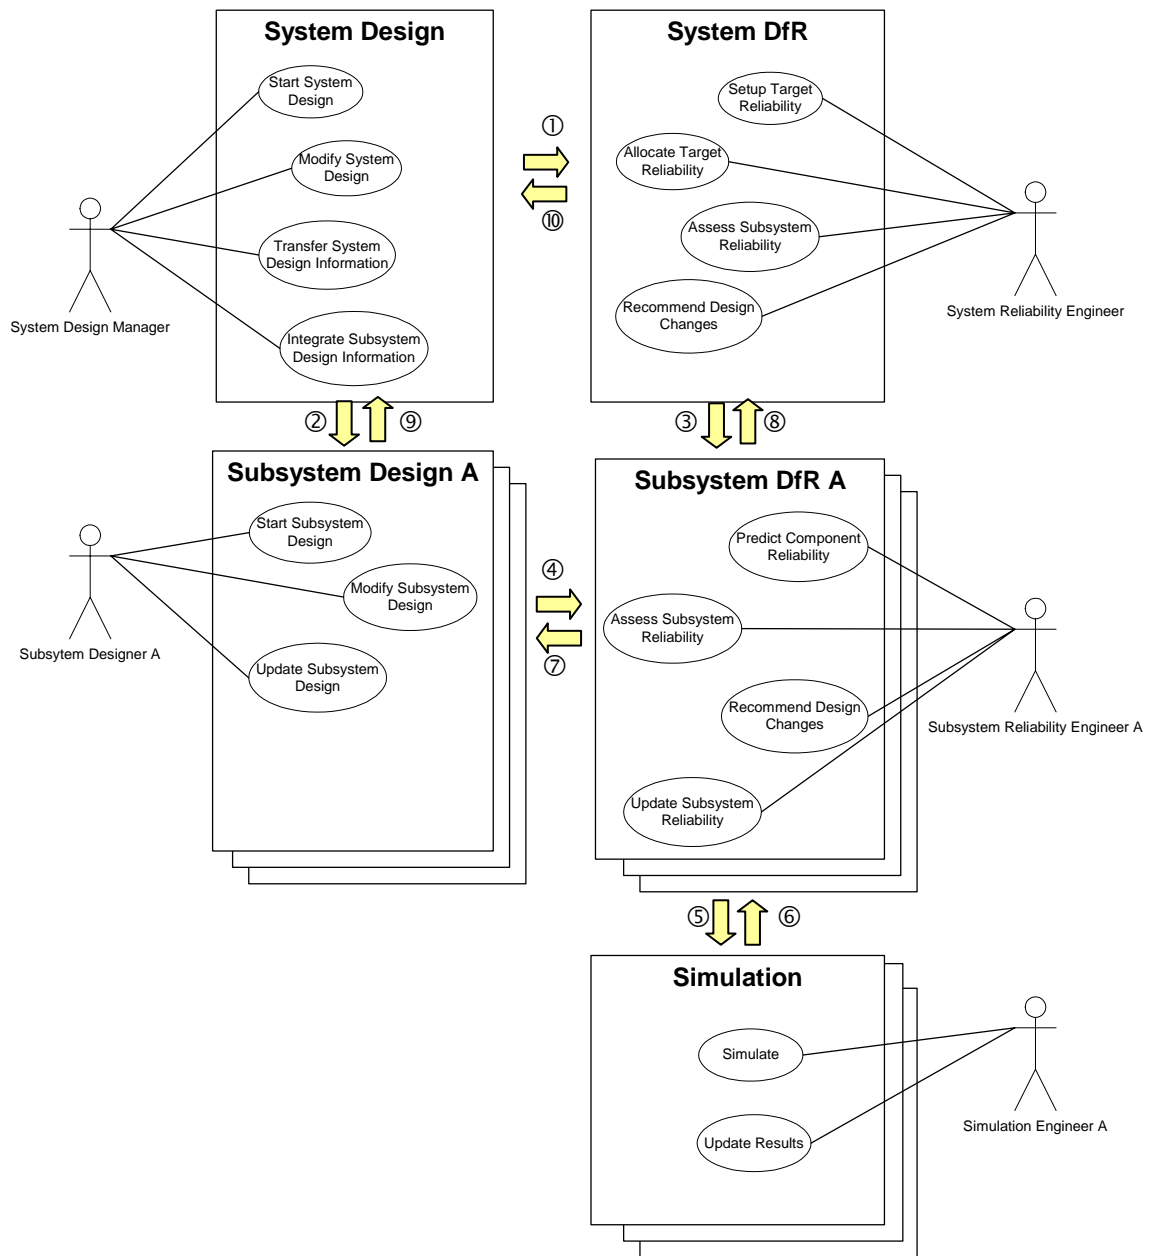 System Design
Start System
Design
Modify System
Design
Transfer System
Design Information
Integrate Subsystem
Design Information
System Design Manager
①
⑩
System DfR
Setup Target
Reliability
Allocate Target
Reliability
Assess Subsystem
Reliability
Recommend Design
Changes
System Reliability Engineer
② ⑨
③ ⑧
Subsystem Design A
Start Subsystem
Design
Modify Subsystem
Design
Update Subsystem
Design
Subsytem Designer A
④
⑦
Subsystem DfR A
Predict Component
Reliability
Assess Subsystem
Reliability
Recommend Design
Changes
Update Subsystem
Reliability
Subsystem Reliability Engineer A
⑤ ⑥
Simulation
Simulate
Update Results
Simulation Engineer A